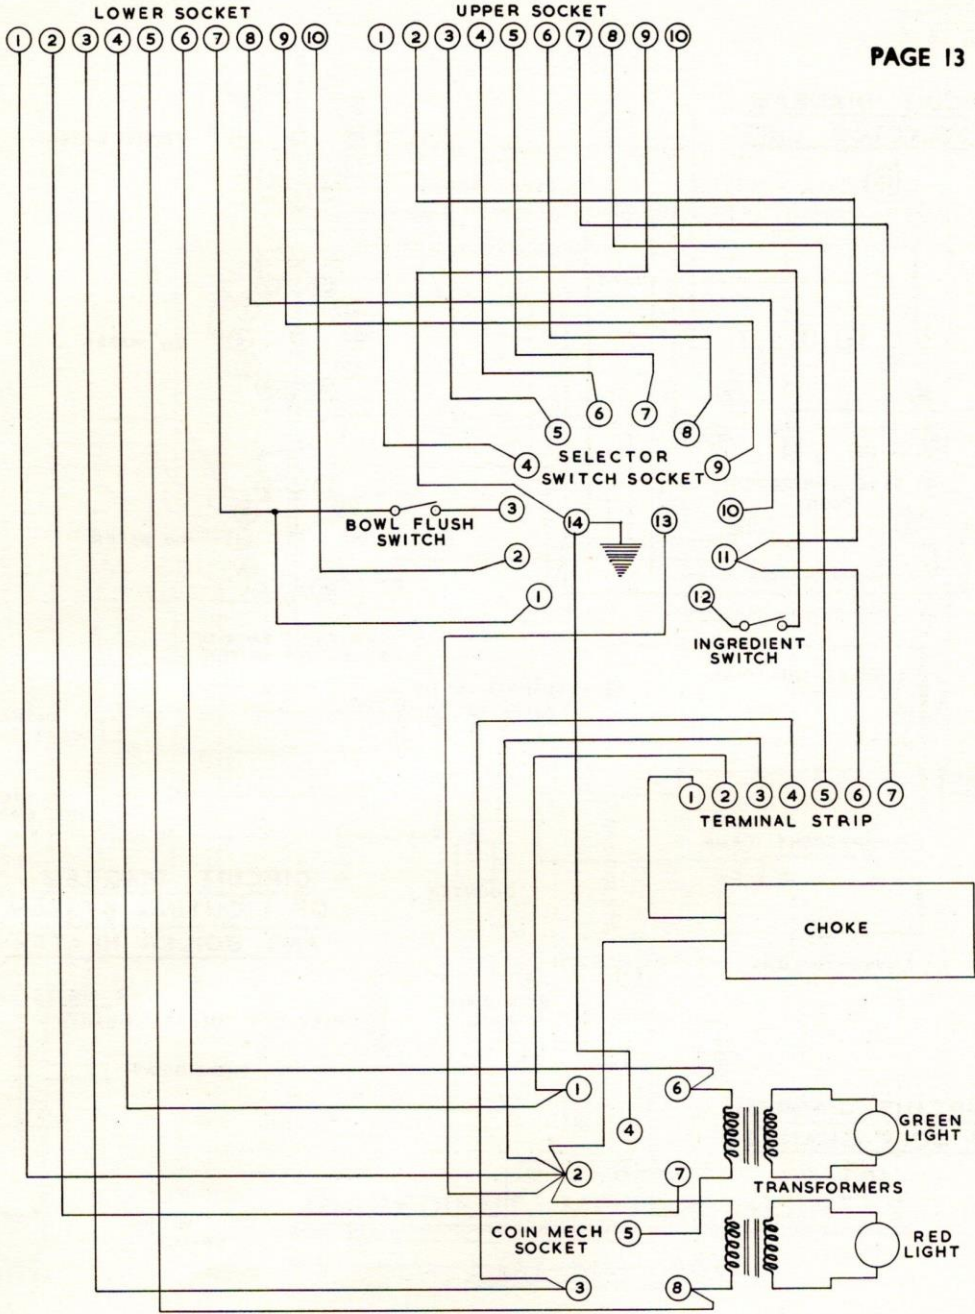 LOWER SOCKET
UPPER SOCKET
1 2 3 4 5 6 7 8 9 10
1 2 3 4 5 6 7 8 9 10
PAGE 13
6 7
5 8
SELECTOR
SWITCH SOCKET
4 9
3 14 13 10
BOWL FLUSH
SWITCH
2 11
1 12
INGREDIENT
SWITCH
1 2 3 4 5 6 7
TERMINAL STRIP
CHOKE
1 6
4
GREEN
LIGHT
2 7
TRANSFORMERS
COIN MECH
SOCKET
5
RED
LIGHT
3 8